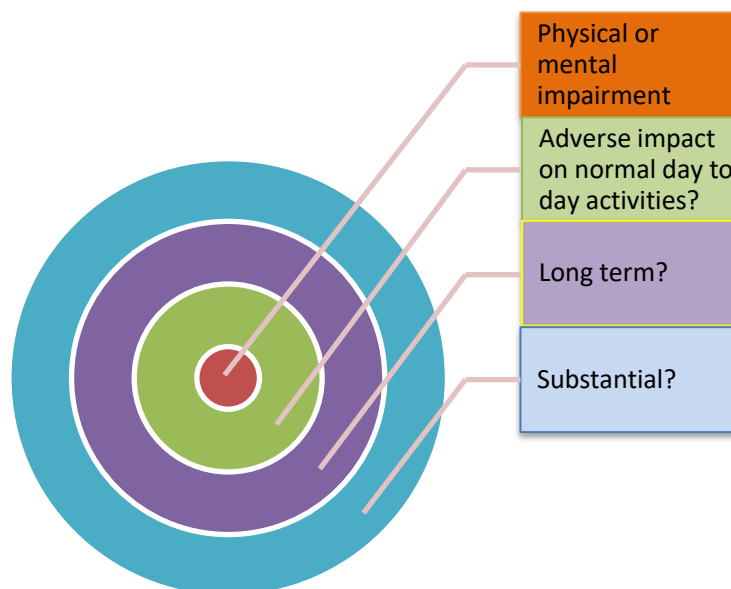 Physical or
mental
impairment
Adverse impact
on normal day to
day activities?
Long term?
Substantial?